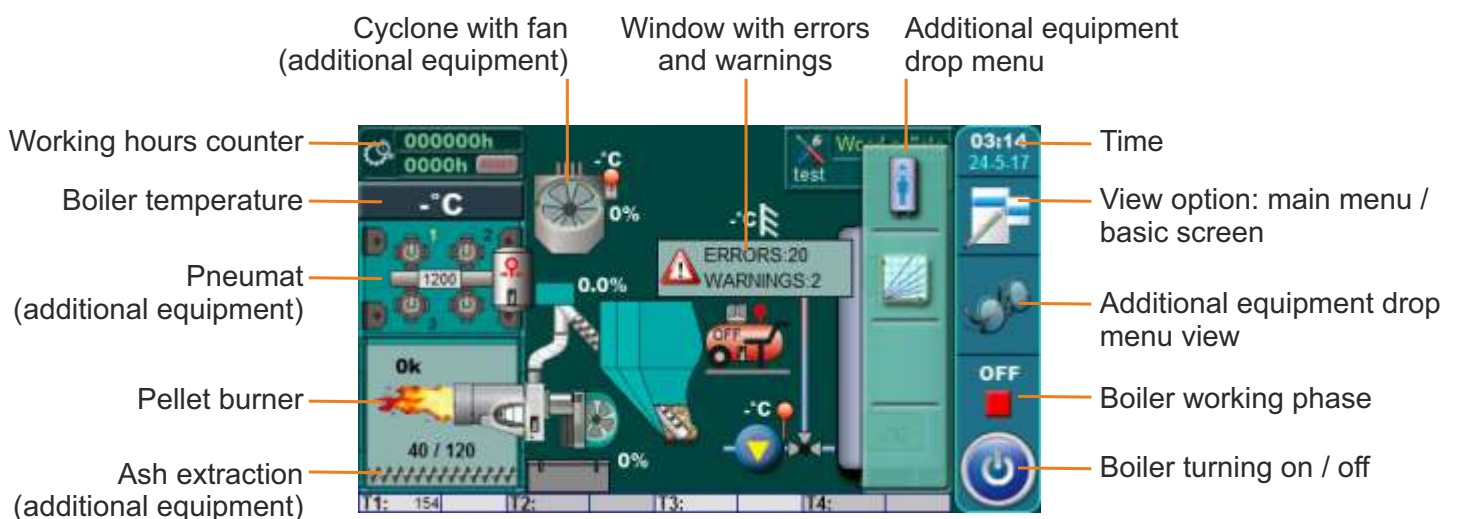 Cyclone with fan
(additional equipment)
Window with errors
and warnings
Additional equipment
drop menu
Working hours counter
Boiler temperature
Pneumat
(additional equipment)
Pellet burner
Ash extraction
(additional equipment)
000000h
0000h
-°C
1
2
1200
3
Ok
40 / 120
-°C
0%
0.0%
0%
test
-°C
ERRORS:20
WARNINGS:2
OFF
-°C
T1: 154
T2:
T3:
T4:
03:14
24-5-17
OFF
Time
View option: main menu /
basic screen
Additional equipment drop
menu view
Boiler working phase
Boiler turning on / off